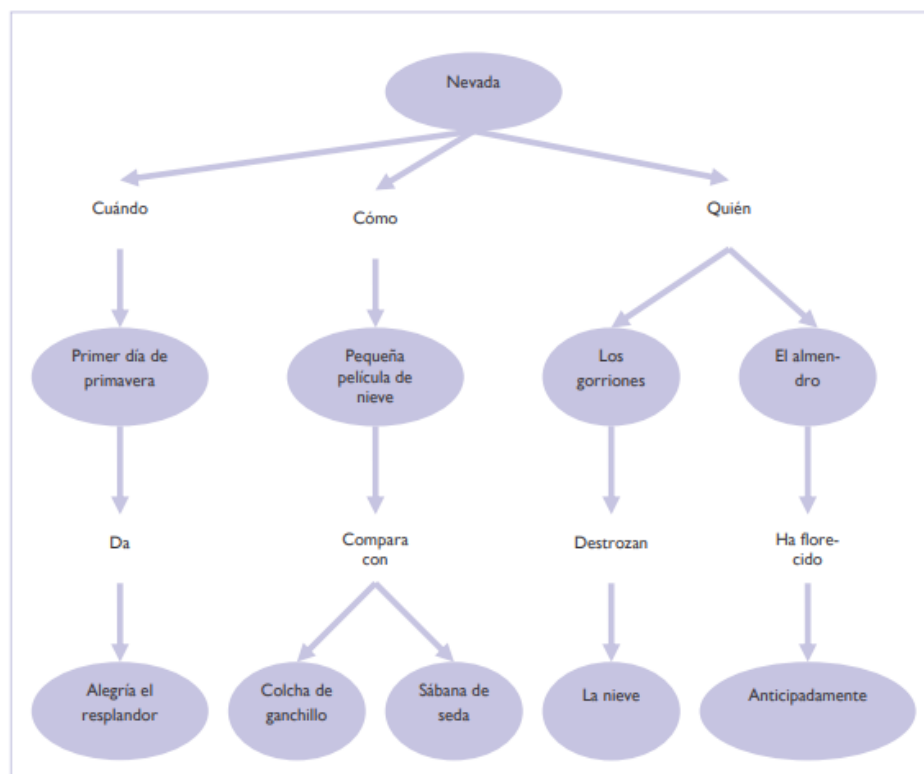 Nevada
Cuándo
Cómo
Quién
Primer día de
primavera
Pequeña
película de
nieve
Los
gorriones
El almen-
dro
Da
Compara
con
Destrozan
Ha flore-
cido
Alegría el
resplandor
Colcha de
ganchillo
Sábana de
seda
La nieve
Anticipadamente